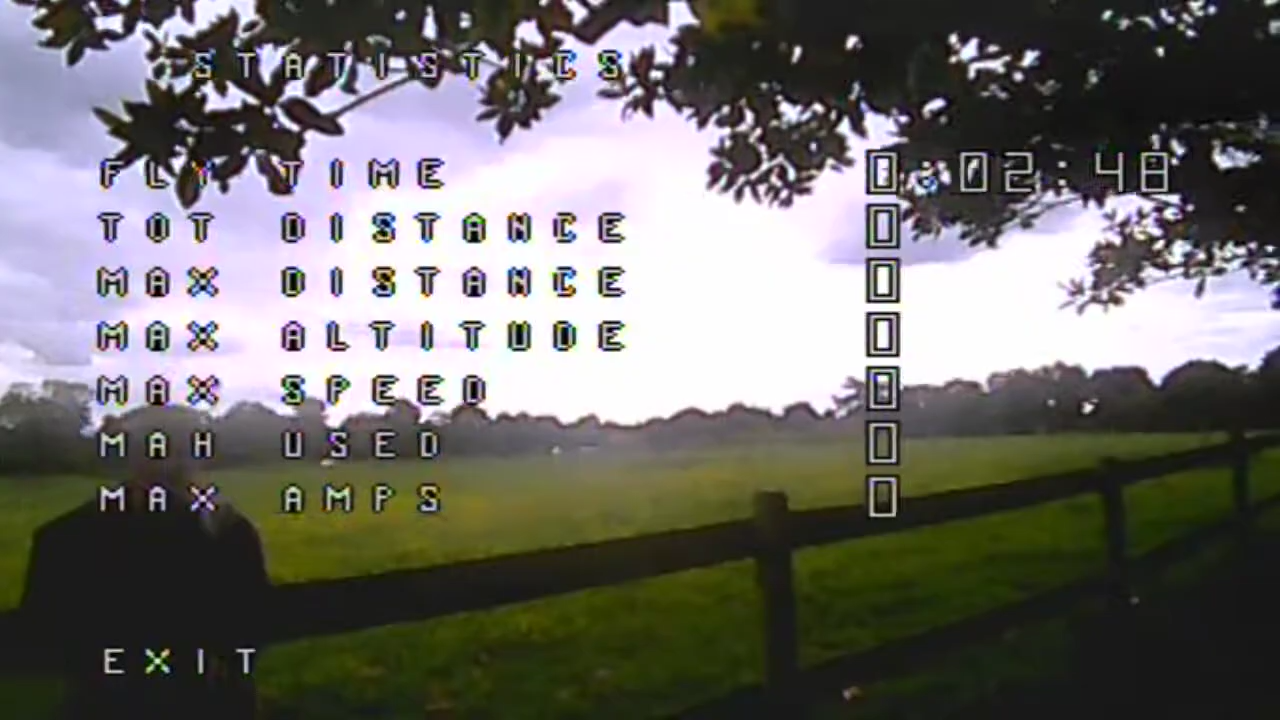 STATISTICS
FLY TIME 0:02:48
TOT DISTANCE 0
MAX DISTANCE 0
MAX ALTITUDE 0
MAX SPEED 0
MAH USED 0
MAX AMPS 0
EXIT